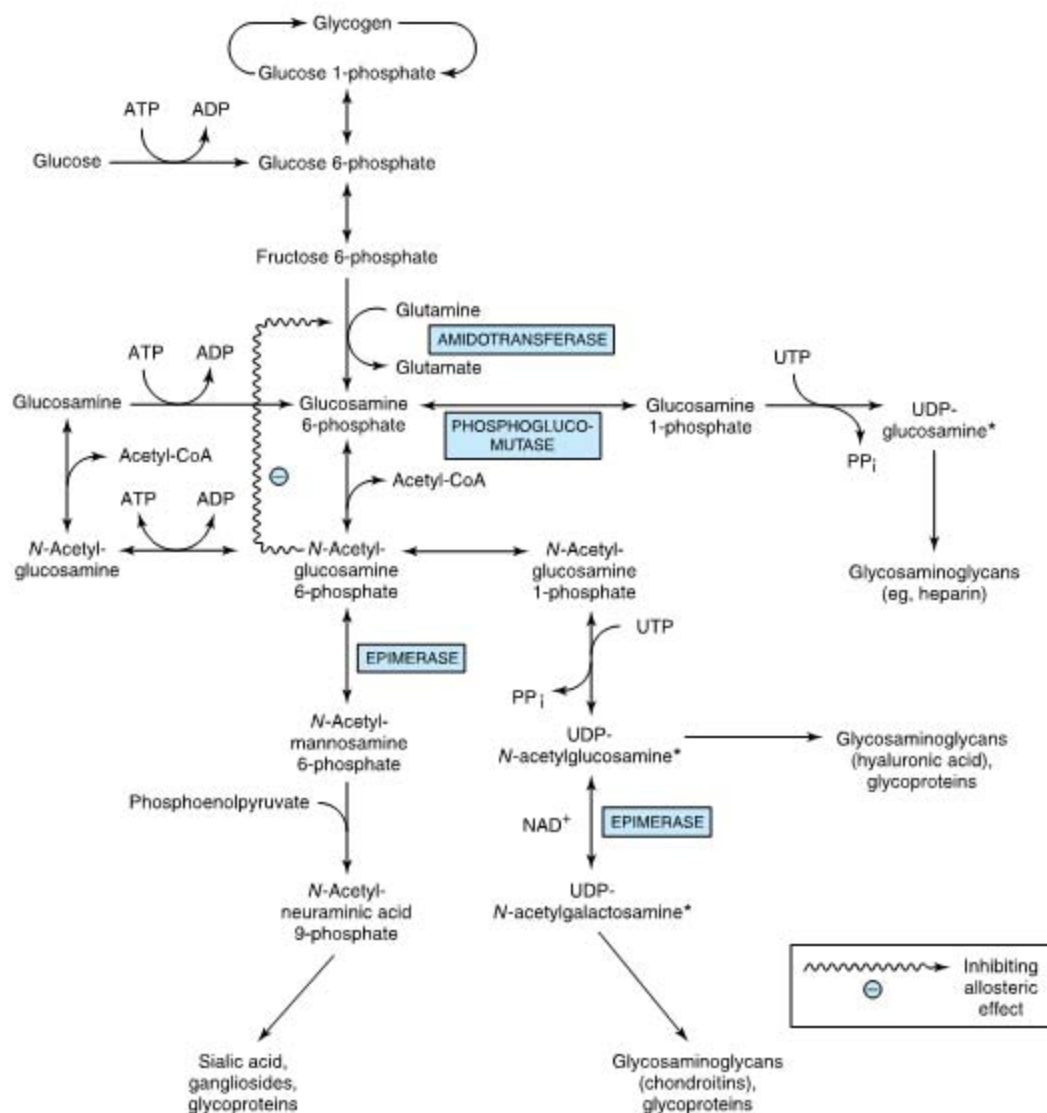 Glycogen
Glucose 1-phosphate
ATP
ADP
Glucose
Glucose 6-phosphate
Fructose 6-phosphate
Glutamine
AMIDOTRANSFERASE
Glutamate
ATP
ADP
UTP
Glucosamine
Glucosamine
6-phosphate
PHOSPHOGLUCO-
MUTASE
Glucosamine
1-phosphate
UDP-
glucosamine*
PPi
Acetyl-CoA
Acetyl-CoA
ATP
ADP
N-Acetyl-
glucosamine
N-Acetyl-
glucosamine
6-phosphate
N-Acetyl-
glucosamine
1-phosphate
Glycosaminoglycans
(eg, heparin)
EPIMERASE
UTP
PPi
N-Acetyl-
mannosamine
6-phosphate
UDP-
N-acetylglucosamine*
Glycosaminoglycans
(hyaluronic acid),
glycoproteins
Phosphoenolpyruvate
NAD+
EPIMERASE
N-Acetyl-
neuraminic acid
9-phosphate
UDP-
N-acetylgalactosamine*
Inhibiting
allosteric
effect
Sialic acid,
gangliosides,
glycoproteins
Glycosaminoglycans
(chondroitins),
glycoproteins